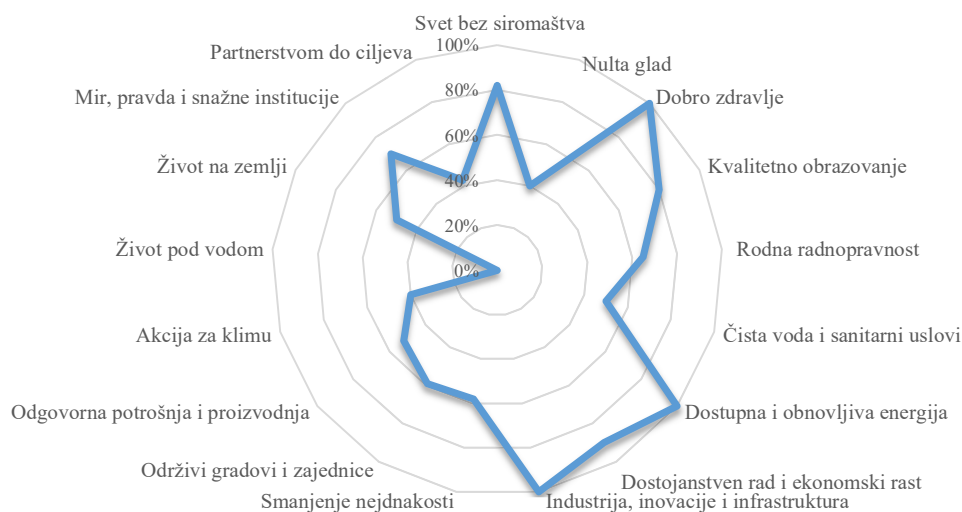 Svet bez siromaštva
100%
Partnerstvom do ciljeva
Nulta glad
80%
Mir, pravda i snažne institucije
Dobro zdravlje
60%
Život na zemlji
Kvalitetno obrazovanje
40%
20%
Život pod vodom
Rodna radnopravnost
0%
Akcija za klimu
Čista voda i sanitarni uslovi
Odgovorna potrošnja i proizvodnja
Dostupna i obnovljiva energija
Održivi gradovi i zajednice
Dostojanstven rad i ekonomski rast
Smanjenje nejdnakosti
Industrija, inovacije i infrastruktura